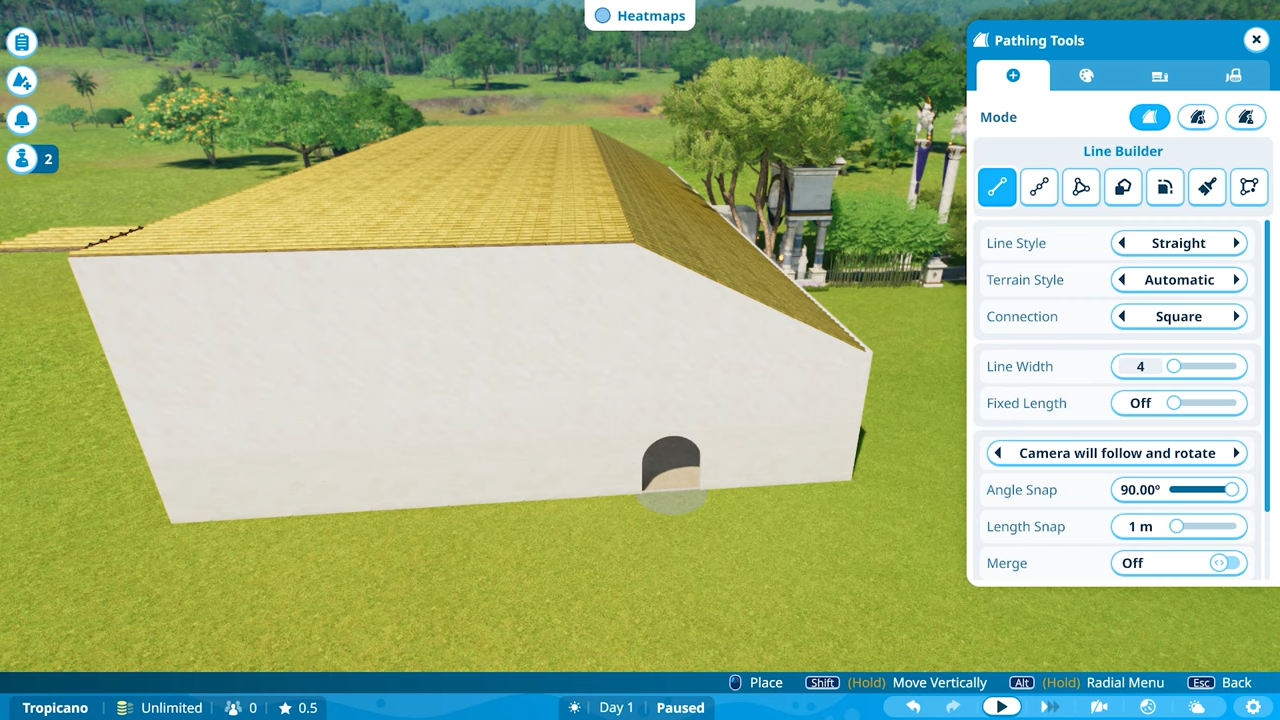 Heatmaps
2
Pathing Tools
Mode
Line Builder
Line Style Straight
Terrain Style Automatic
Connection Square
Line Width 4
Fixed Length Off
Camera will follow and rotate
Angle Snap 90.00°
Length Snap 1 m
Merge Off
Place Shift (Hold) Move Vertically Alt (Hold) Radial Menu Esc Back
Tropicano Unlimited 0 0.5 Day 1 Paused